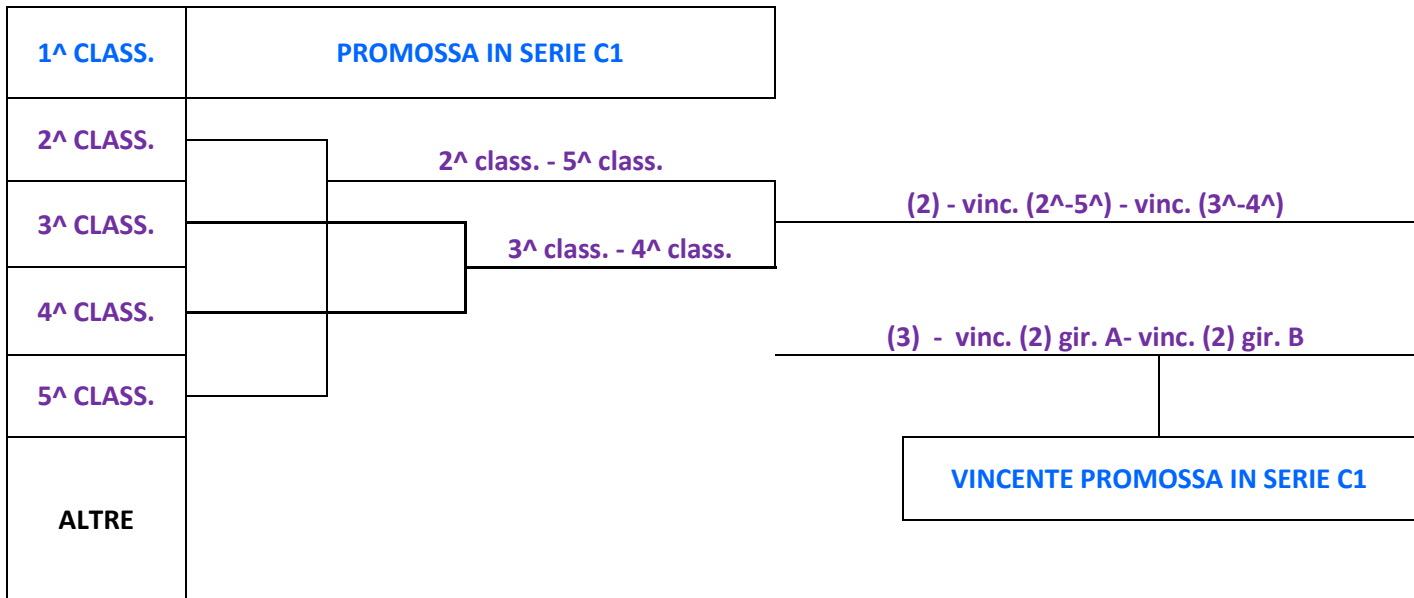 1^ CLASS.
PROMOSSA IN SERIE C1
2^ CLASS.
2^ class. - 5^ class.
3^ CLASS.
(2) - vinc. (2^-5^) - vinc. (3^-4^)
3^ class. - 4^ class.
4^ CLASS.
(3) - vinc. (2) gir. A- vinc. (2) gir. B
5^ CLASS.
VINCENTE PROMOSSA IN SERIE C1
ALTRE